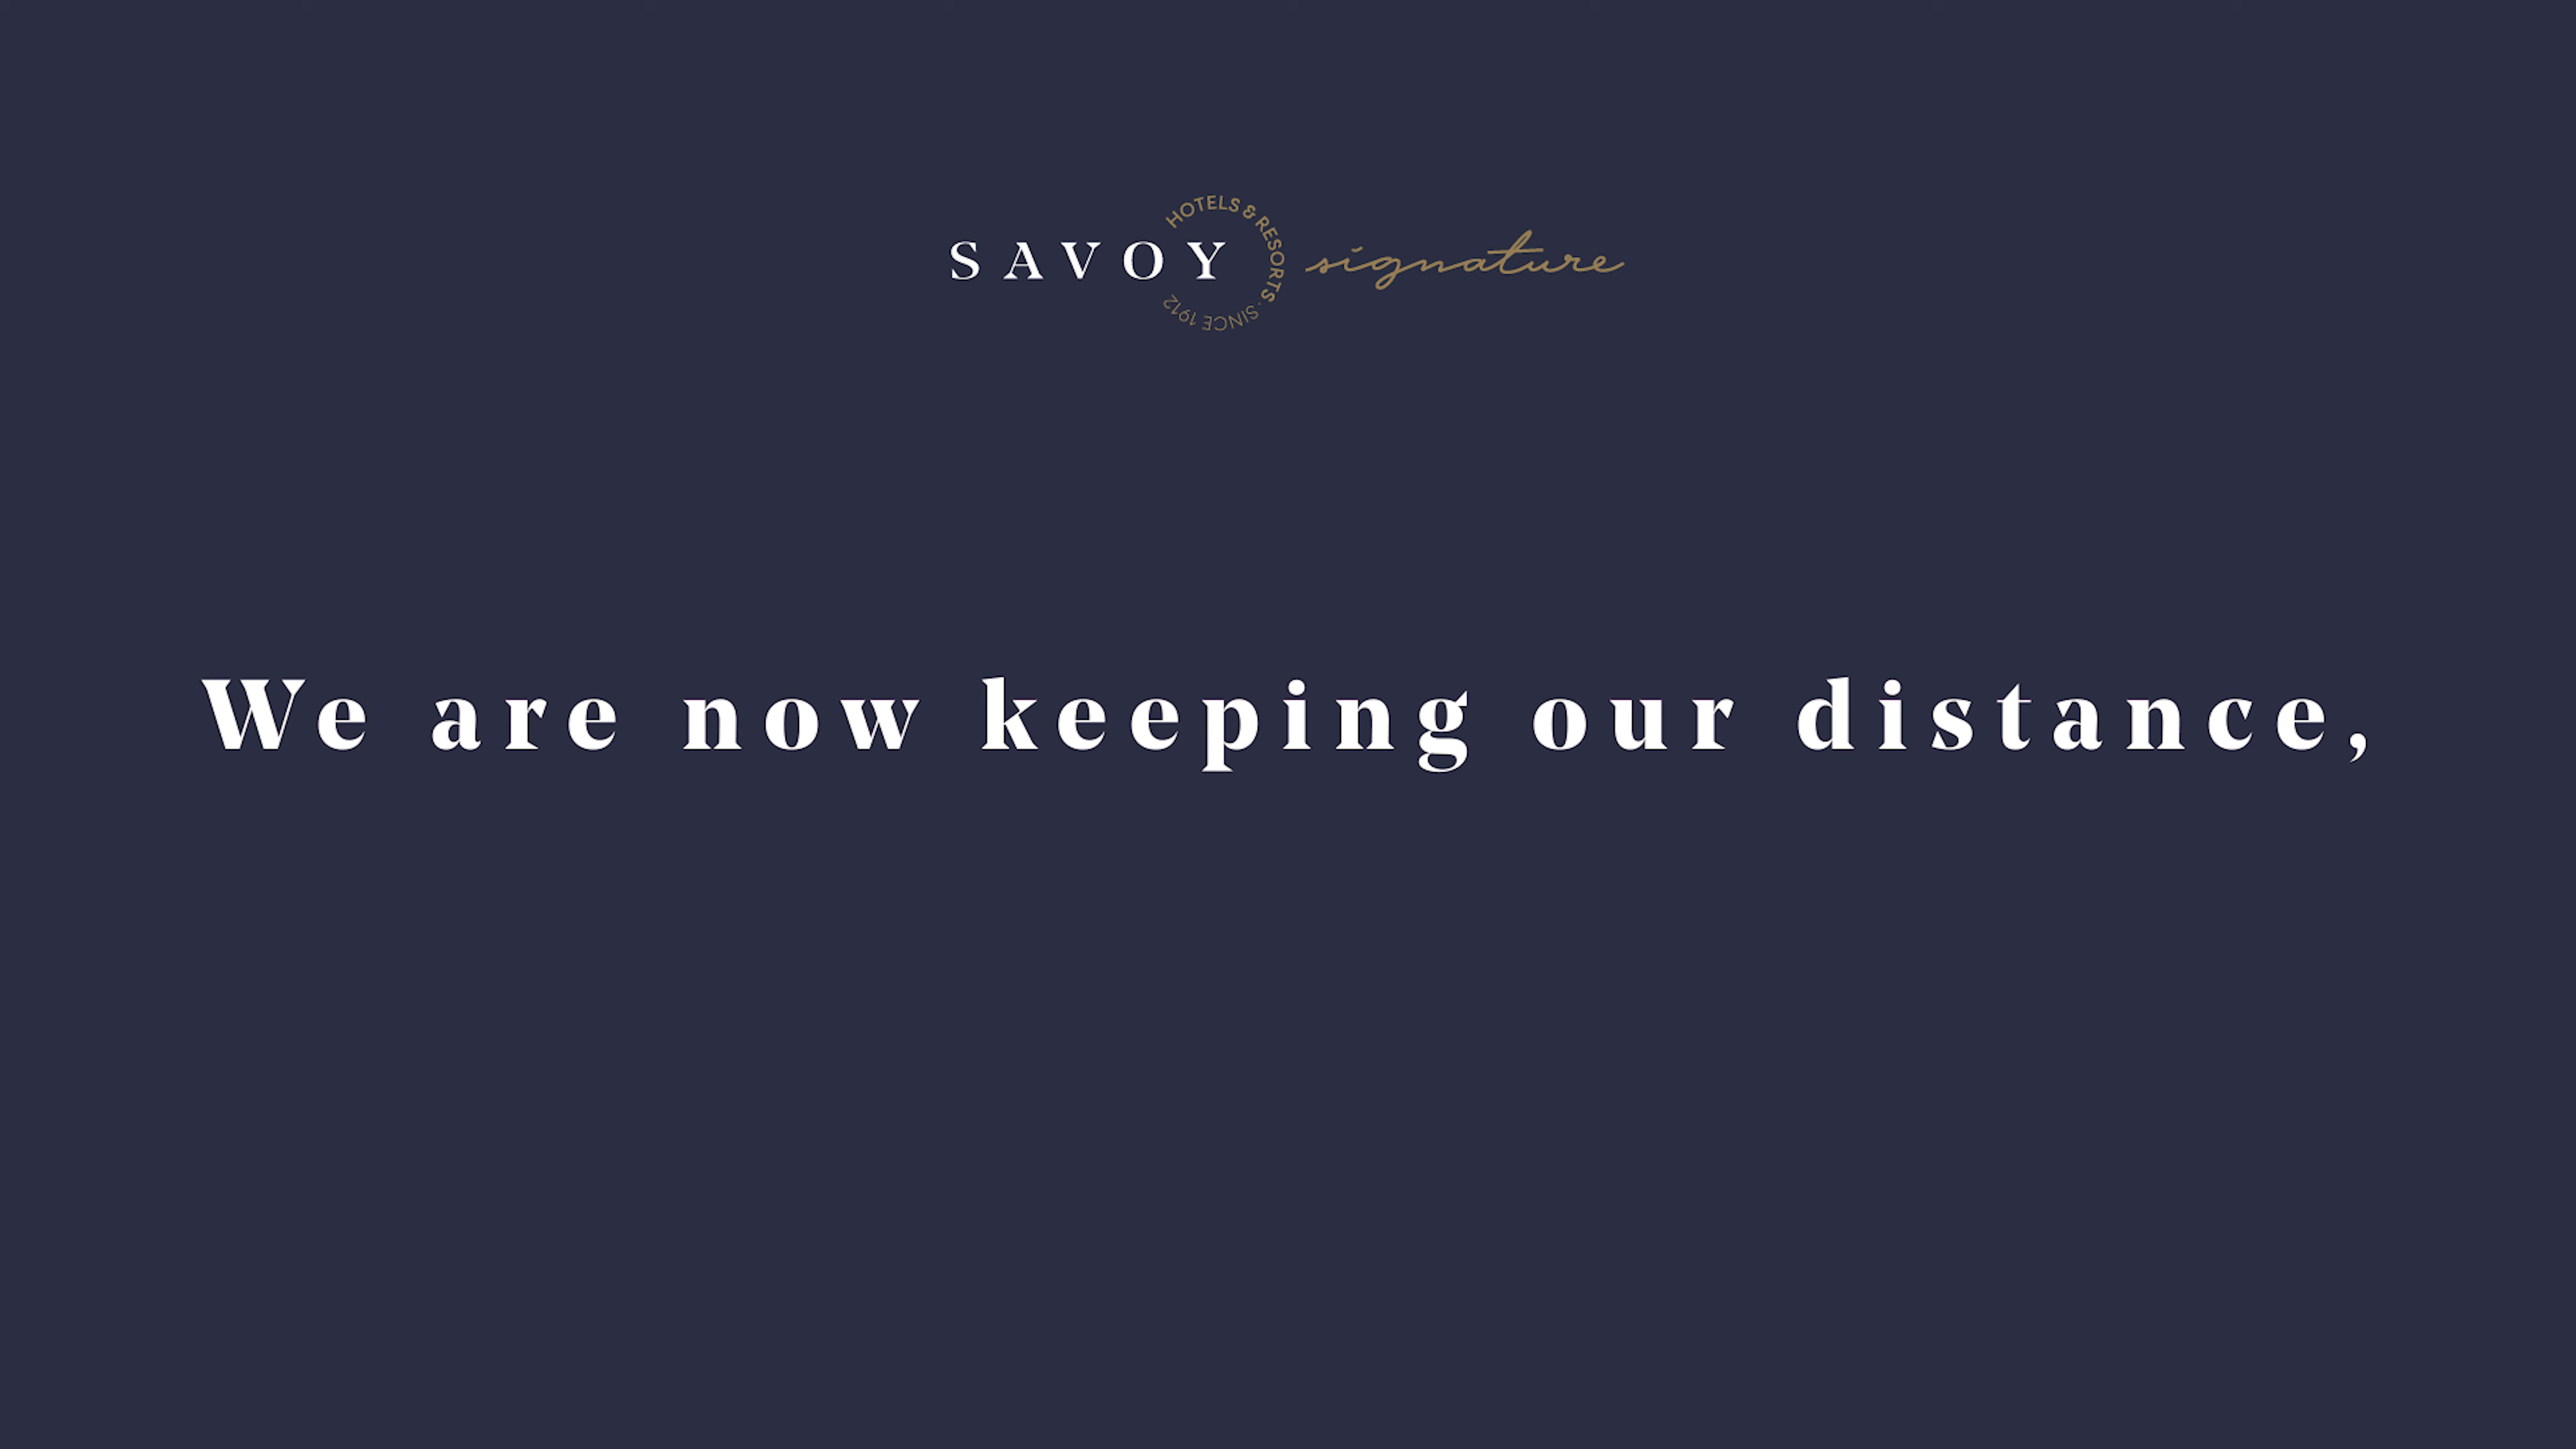 SAVOY
HOTELS & RESORTS · SINCE 1912
signature
We are now keeping our distance,